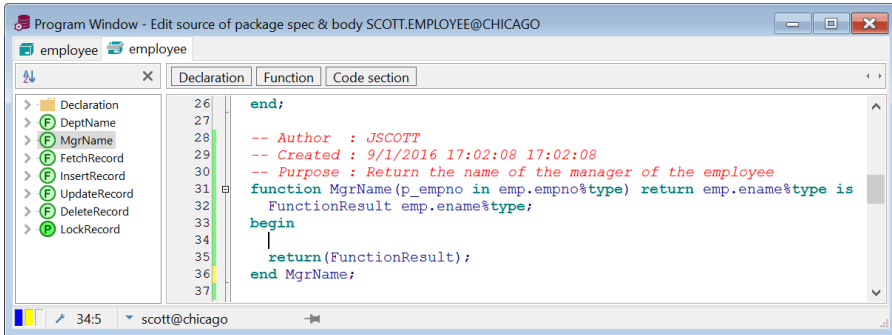 Program Window - Edit source of package spec & body SCOTT.EMPLOYEE@CHICAGO
employee employee
Declaration Function Code section
Declaration
F DeptName
F MgrName
F FetchRecord
F InsertRecord
F UpdateRecord
F DeleteRecord
P LockRecord
26 end;
27
28 -- Author  : JSCOTT
29 -- Created : 9/1/2016 17:02:08 17:02:08
30 -- Purpose : Return the name of the manager of the employee
31 function MgrName(p_empno in emp.empno%type) return emp.ename%type is
32   FunctionResult emp.ename%type;
33 begin
34
35   return(FunctionResult);
36 end MgrName;
37
34:5 scott@chicago